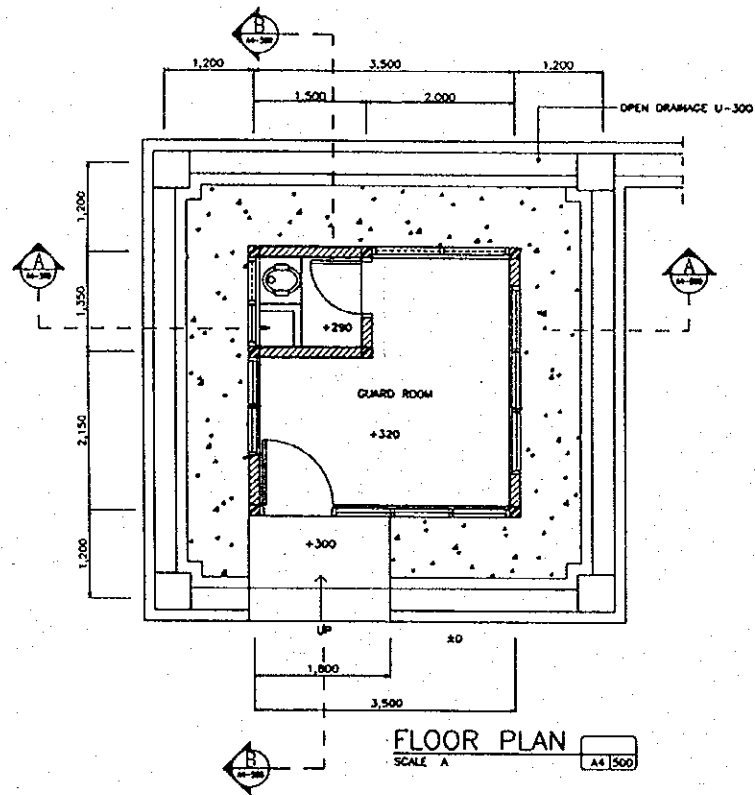 B
1,200
3,500
1,200
1,500
2,000
OPEN DRAINAGE U-300
1,200
A
A
1,350
+290
GUARD ROOM
2,150
+320
+300
1,200
UP
±0
1,800
3,500
FLOOR PLAN
SCALE A
A4 500
B